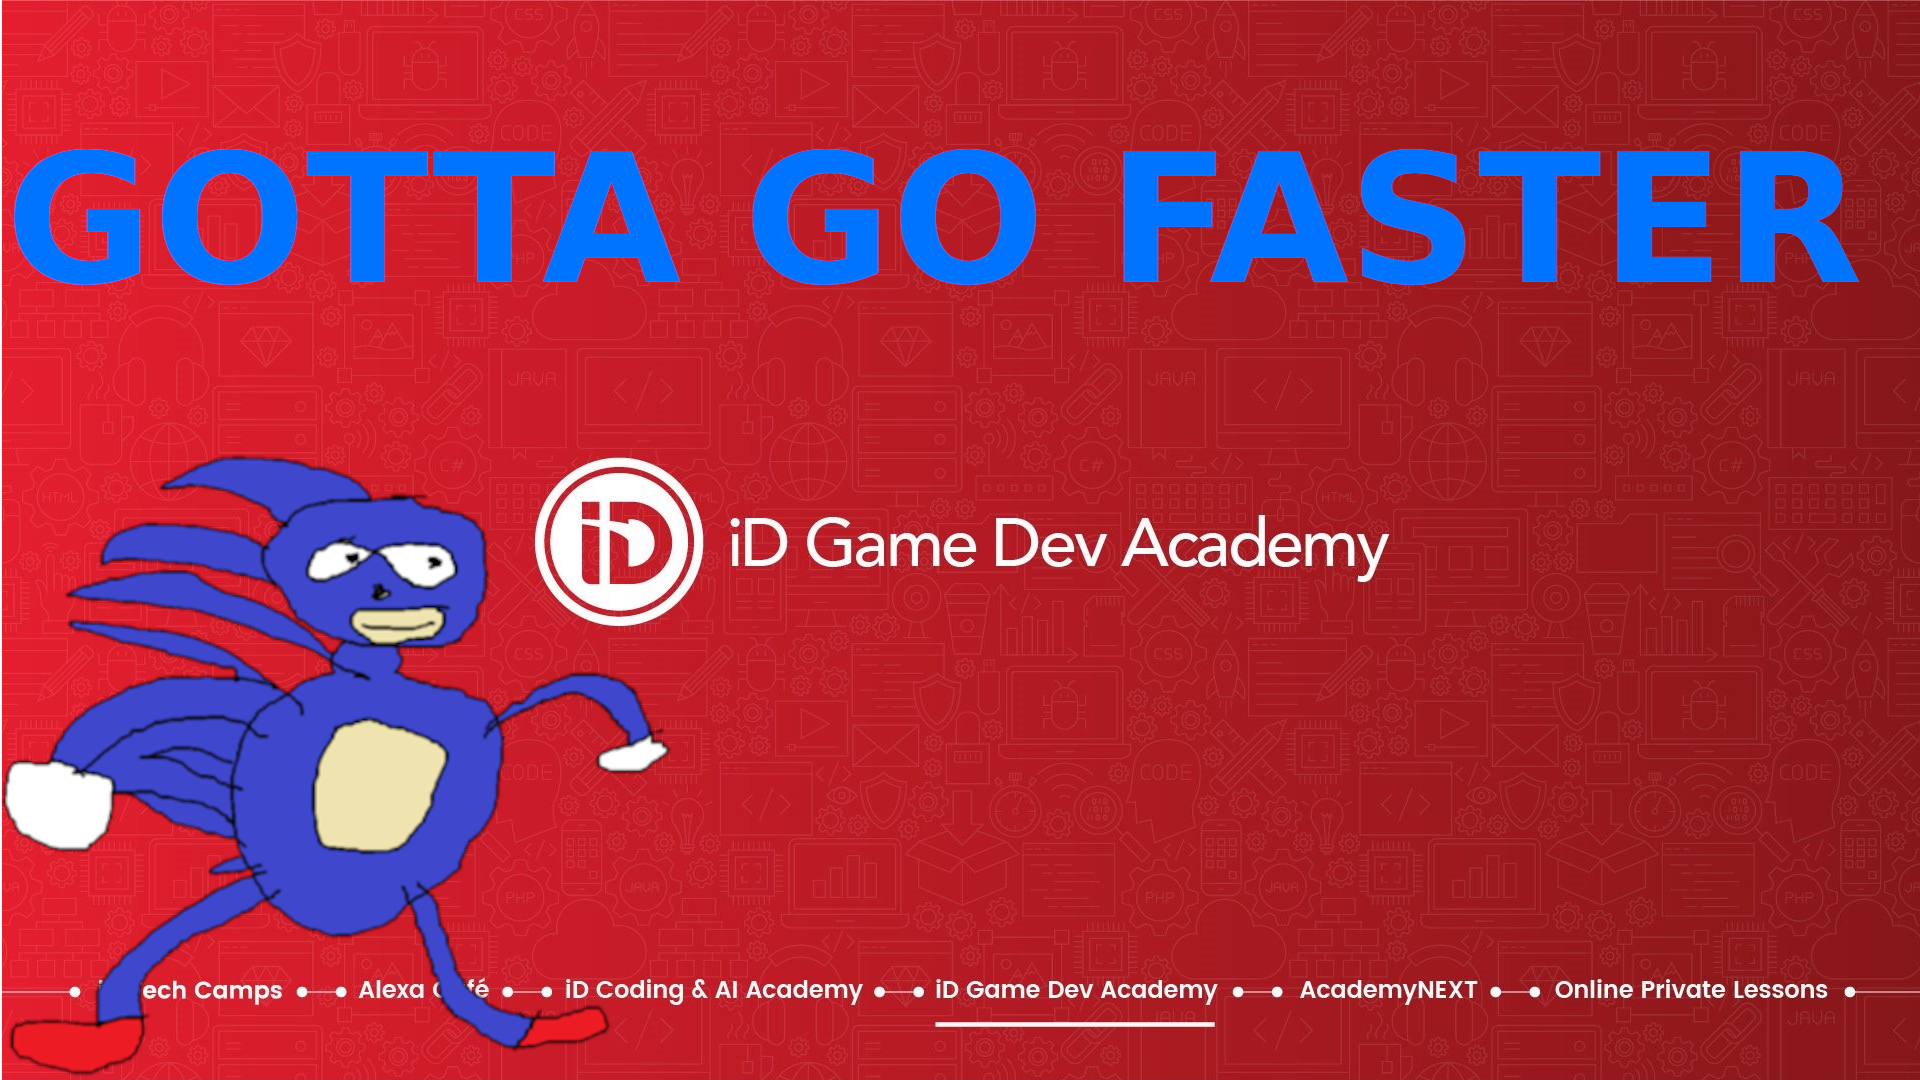 GOTTA GO FASTER
iD
iD Game Dev Academy
ech Camps
Alexa
iD Coding & AI Academy
iD Game Dev Academy
AcademyNEXT
Online Private Lessons